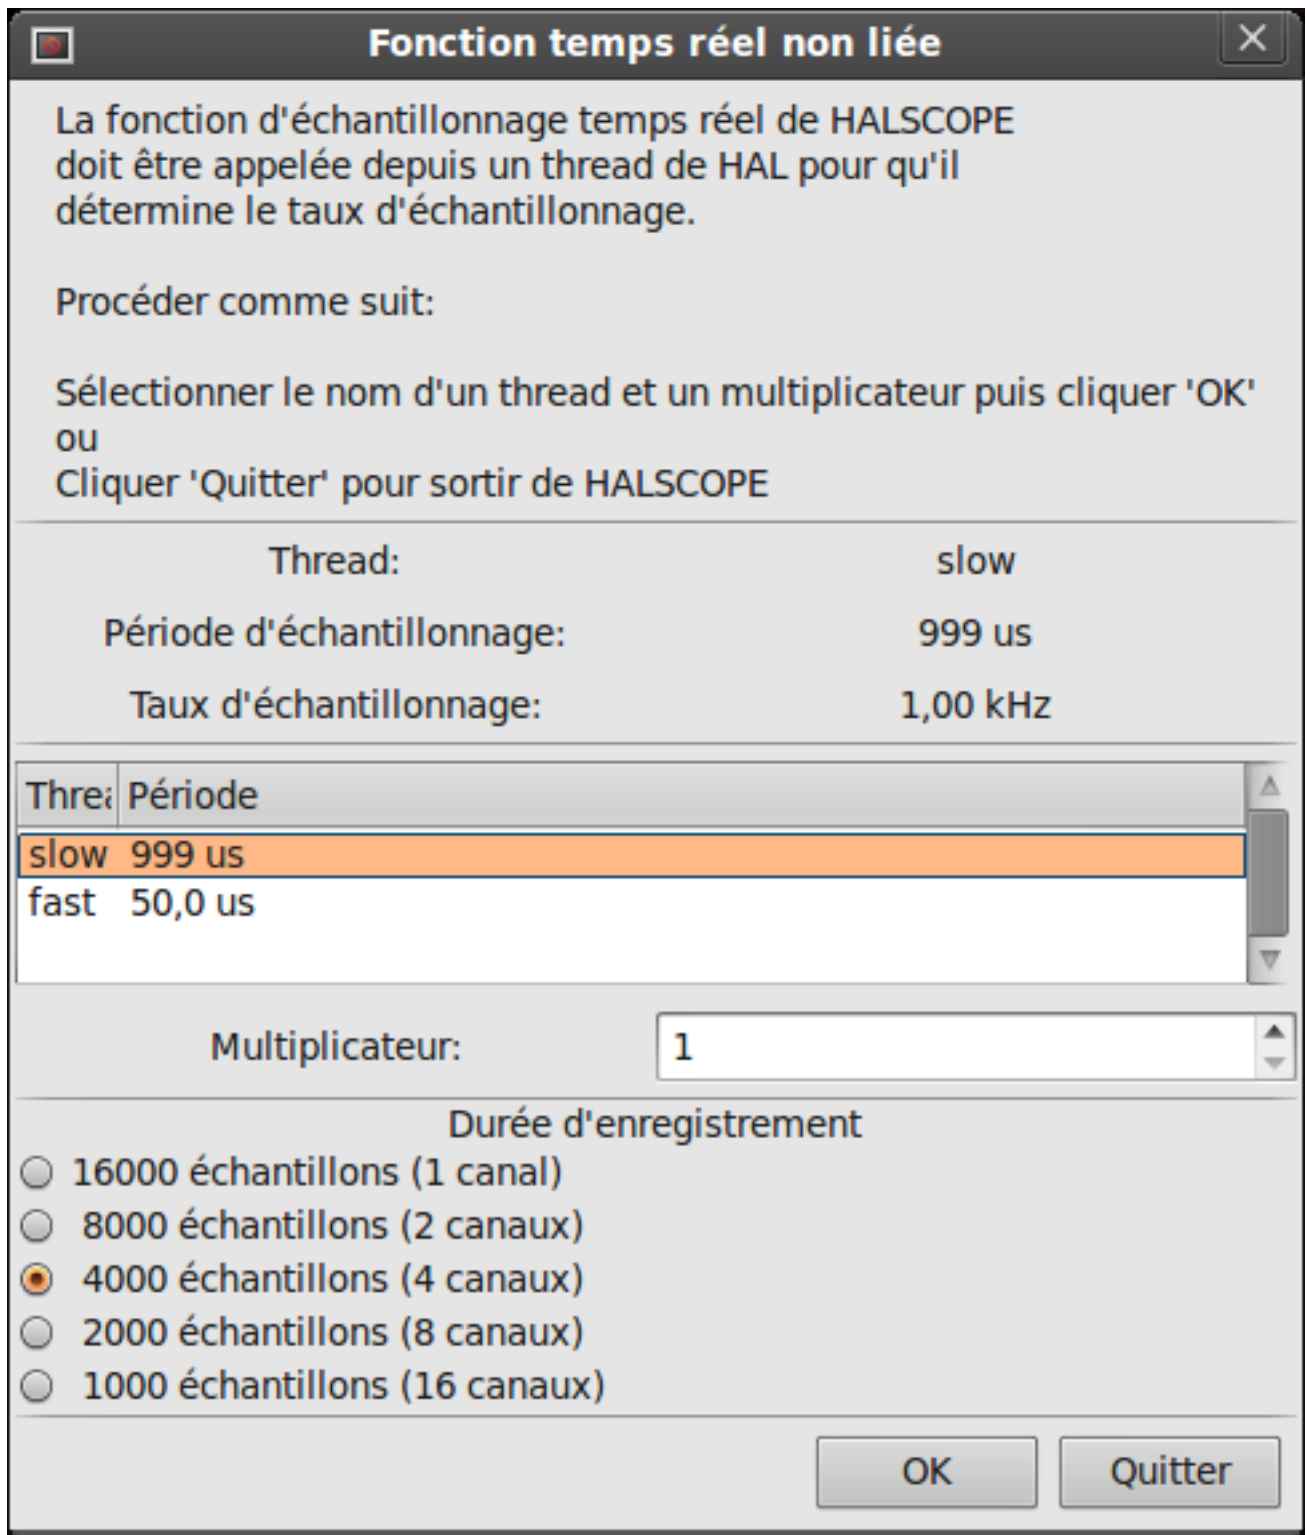 Fonction temps réel non liée
La fonction d'échantillonnage temps réel de HALSCOPE
doit être appelée depuis un thread de HAL pour qu'il
détermine le taux d'échantillonnage.
Procéder comme suit:
Sélectionner le nom d'un thread et un multiplicateur puis cliquer 'OK'
ou
Cliquer 'Quitter' pour sortir de HALSCOPE
Thread: slow
Période d'échantillonnage: 999 us
Taux d'échantillonnage: 1,00 kHz
Threa Période
slow 999 us
fast 50,0 us
Multiplicateur: 1
Durée d'enregistrement
16000 échantillons (1 canal)
8000 échantillons (2 canaux)
4000 échantillons (4 canaux)
2000 échantillons (8 canaux)
1000 échantillons (16 canaux)
OK Quitter